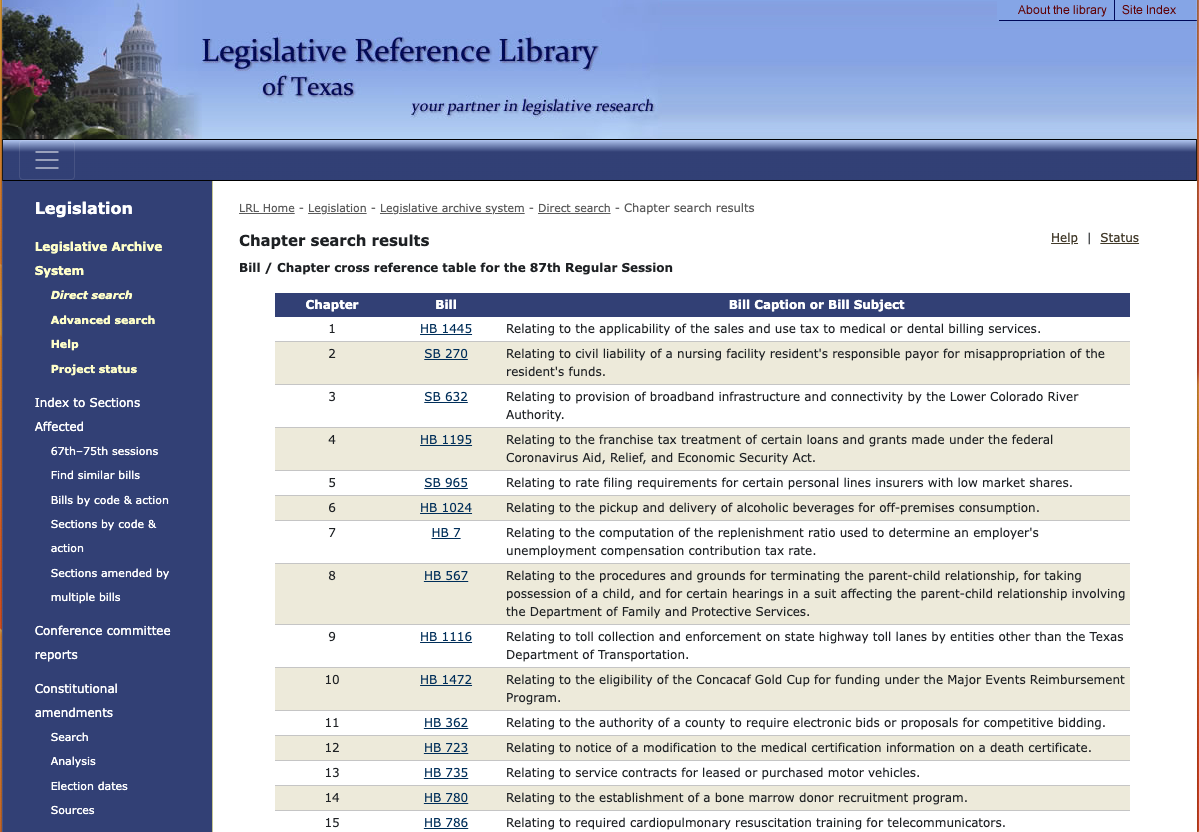 About the library
Site Index
Legislative Reference Library
of Texas
your partner in legislative research
Legislation
Legislative Archive
System
Direct search
Advanced search
Help
Project status
Index to Sections
Affected
67th–75th sessions
Find similar bills
Bills by code & action
Sections by code &
action
Sections amended by
multiple bills
Conference committee
reports
Constitutional
amendments
Search
Analysis
Election dates
Sources
LRL Home - Legislation - Legislative archive system - Direct search - Chapter search results
Chapter search results
Help | Status
Bill / Chapter cross reference table for the 87th Regular Session
Chapter Bill Bill Caption or Bill Subject
1 HB 1445 Relating to the applicability of the sales and use tax to medical or dental billing services.
2 SB 270 Relating to civil liability of a nursing facility resident's responsible payor for misappropriation of the
resident's funds.
3 SB 632 Relating to provision of broadband infrastructure and connectivity by the Lower Colorado River
Authority.
4 HB 1195 Relating to the franchise tax treatment of certain loans and grants made under the federal
Coronavirus Aid, Relief, and Economic Security Act.
5 SB 965 Relating to rate filing requirements for certain personal lines insurers with low market shares.
6 HB 1024 Relating to the pickup and delivery of alcoholic beverages for off-premises consumption.
7 HB 7 Relating to the computation of the replenishment ratio used to determine an employer's
unemployment compensation contribution tax rate.
8 HB 567 Relating to the procedures and grounds for terminating the parent-child relationship, for taking
possession of a child, and for certain hearings in a suit affecting the parent-child relationship involving
the Department of Family and Protective Services.
9 HB 1116 Relating to toll collection and enforcement on state highway toll lanes by entities other than the Texas
Department of Transportation.
10 HB 1472 Relating to the eligibility of the Concacaf Gold Cup for funding under the Major Events Reimbursement
Program.
11 HB 362 Relating to the authority of a county to require electronic bids or proposals for competitive bidding.
12 HB 723 Relating to notice of a modification to the medical certification information on a death certificate.
13 HB 735 Relating to service contracts for leased or purchased motor vehicles.
14 HB 780 Relating to the establishment of a bone marrow donor recruitment program.
15 HB 786 Relating to required cardiopulmonary resuscitation training for telecommunicators.